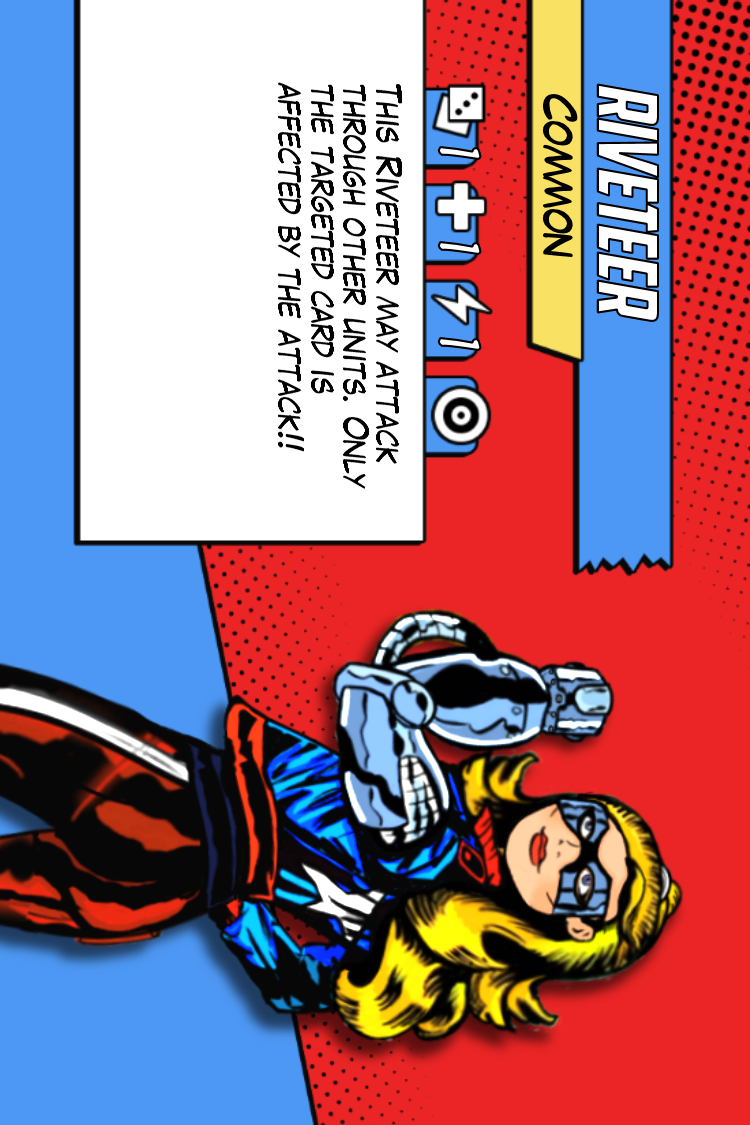 RIVETEER
COMMON
1 1 1
THIS RIVETEER MAY ATTACK
THROUGH OTHER UNITS. ONLY
THE TARGETED CARD IS
AFFECTED BY THE ATTACK!!